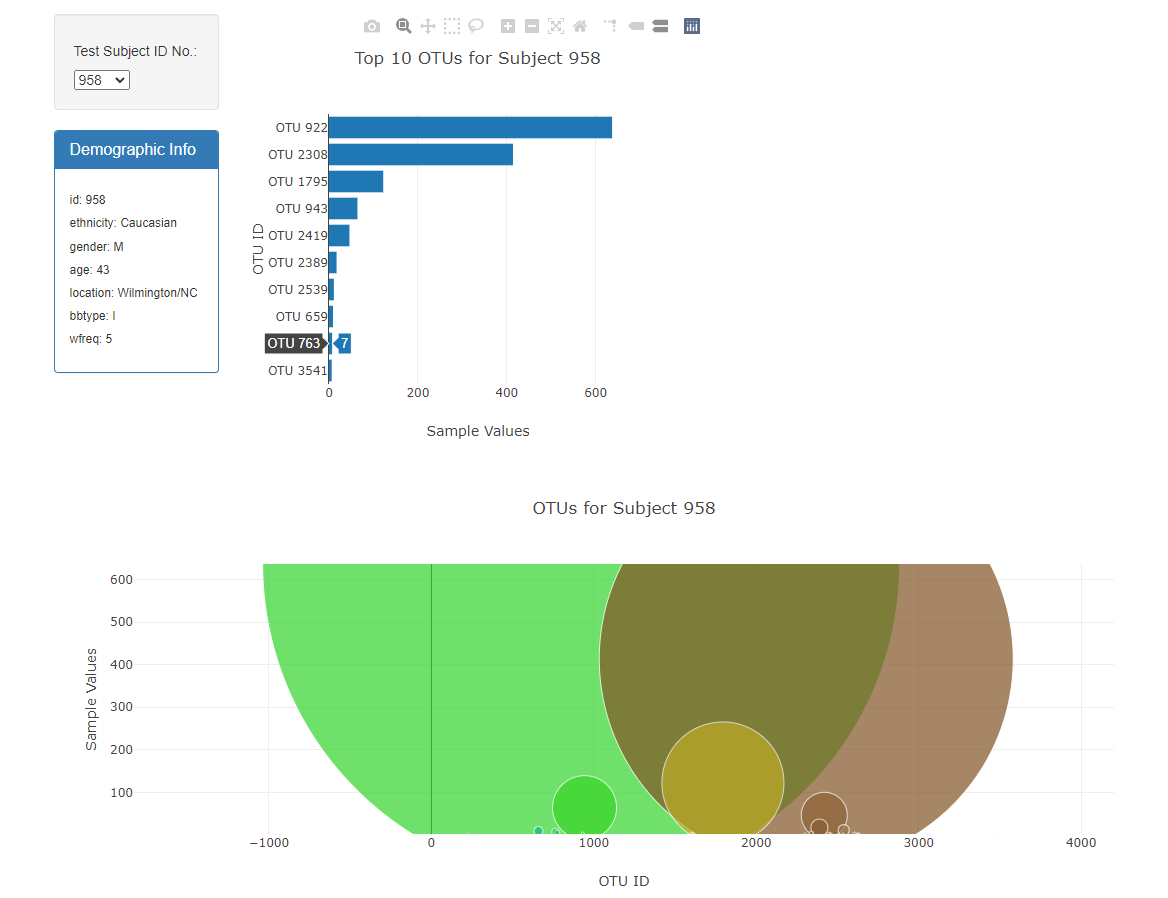 Test Subject ID No.:
958
Demographic Info
id: 958
ethnicity: Caucasian
gender: M
age: 43
location: Wilmington/NC
bbtype: I
wfreq: 5
Top 10 OTUs for Subject 958
OTU ID
OTU 922
OTU 2308
OTU 1795
OTU 943
OTU 2419
OTU 2389
OTU 2539
OTU 659
OTU 763 7
OTU 3541
0 200 400 600
Sample Values
OTUs for Subject 958
Sample Values
600
500
400
300
200
100
−1000 0 1000 2000 3000 4000
OTU ID